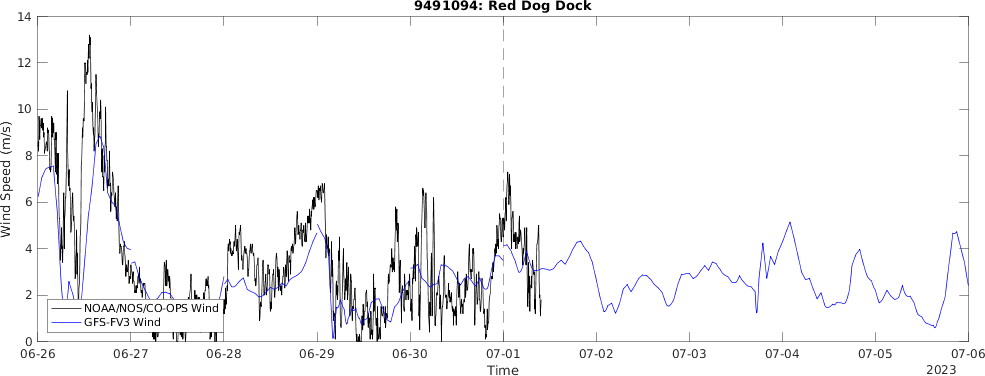 9491094: Red Dog Dock
Wind Speed (m/s)
14
12
10
8
6
4
2
0
NOAA/NOS/CO-OPS Wind
GFS-FV3 Wind
06-26 06-27 06-28 06-29 06-30 07-01 07-02 07-03 07-04 07-05 07-06
Time
2023